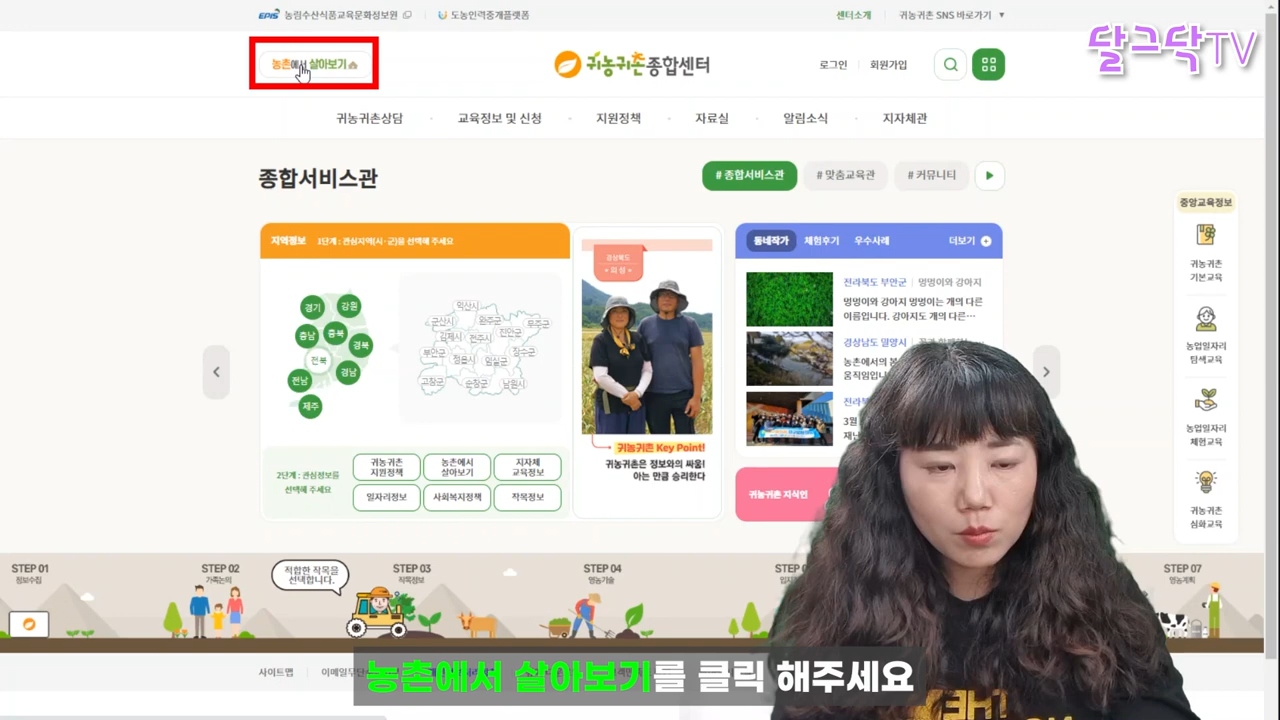 EPIS 농림수산식품교육문화정보원
도농인력중개플랫폼
센터소개
귀농귀촌 SNS 바로가기 ▼
달그닥TV
농촌에서 살아보기
귀농귀촌종합센터
로그인
회원가입
귀농귀촌상담
교육정보 및 신청
지원정책
자료실
알림소식
지자체관
종합서비스관
# 종합서비스관
# 맞춤교육관
# 커뮤니티
중앙교육정보
귀농귀촌
기본교육
농업일자리
탐색교육
농업일자리
체험교육
귀농귀촌
심화교육
지역정보 1단계 : 관심지역(시·군)을 선택해 주세요
경기
강원
충남
충북
경북
전북
경남
전남
제주
익산시
군산시
완주군
무주군
김제시
전주시
진안군
부안군
정읍시
임실군
장수군
고창군
순창군
남원시
2단계 : 관심정보를
선택해 주세요
귀농귀촌
지원정책
농촌에서
살아보기
지자체
교육정보
일자리정보
사회복지정책
작목정보
경상북도
귀농귀촌 Key Point!
귀농귀촌은 정보와의 싸움!
아는 만큼 승리한다
동네작가
체험후기
우수사례
더보기
전라북도 부안군 | 멍멍이와 강아지
멍멍이와 강아지 멍멍이는 개의 다른
이름입니다. 강아지도 개의 다른…
경상남도 밀양시
농촌에서의 봄
움직임입니
전라북
3월
귀농귀촌 지식인
STEP 01
정보수집
STEP 02
가족논의
적합한 작목을
선택합니다.
STEP 03
작목정보
STEP 04
영농기술
STEP 07
영농계획
사이트맵
농촌에서 살아보기를 클릭 해주세요